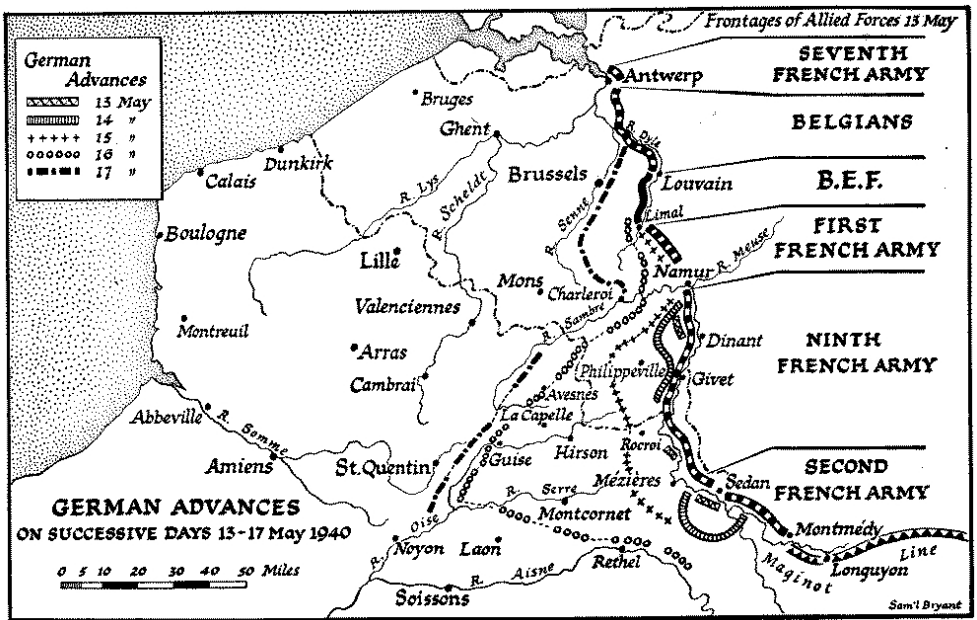 Frontages of Allied Forces 13 May
German
Advances
13 May
14 "
15 "
16 "
17 "
SEVENTH
FRENCH ARMY
BELGIANS
B.E.F.
FIRST
FRENCH ARMY
NINTH
FRENCH ARMY
SECOND
FRENCH ARMY
Antwerp
Bruges
Ghent
R. Dyle
Dunkirk
Calais
R. Lys
R. Scheldt
Brussels
Louvain
R. Senne
Limal
Boulogne
Lille
Mons
Namur
R. Meuse
Charleroi
Valenciennes
R. Sambre
Montreuil
Dinant
Arras
Philippeville
Givet
Cambrai
Avesnes
La Capelle
Abbeville
R. Somme
Hirson
Rocroi
Guise
Amiens
St. Quentin
Mézières
Sedan
R. Serre
Montcornet
Montmédy
R. Oise
Noyon
Laon
Rethel
R. Aisne
Soissons
Maginot Line
Longuyon
GERMAN ADVANCES
ON SUCCESSIVE DAYS 13-17 May 1940
0 5 10 20 30 40 50 Miles
Sam'l Bryant